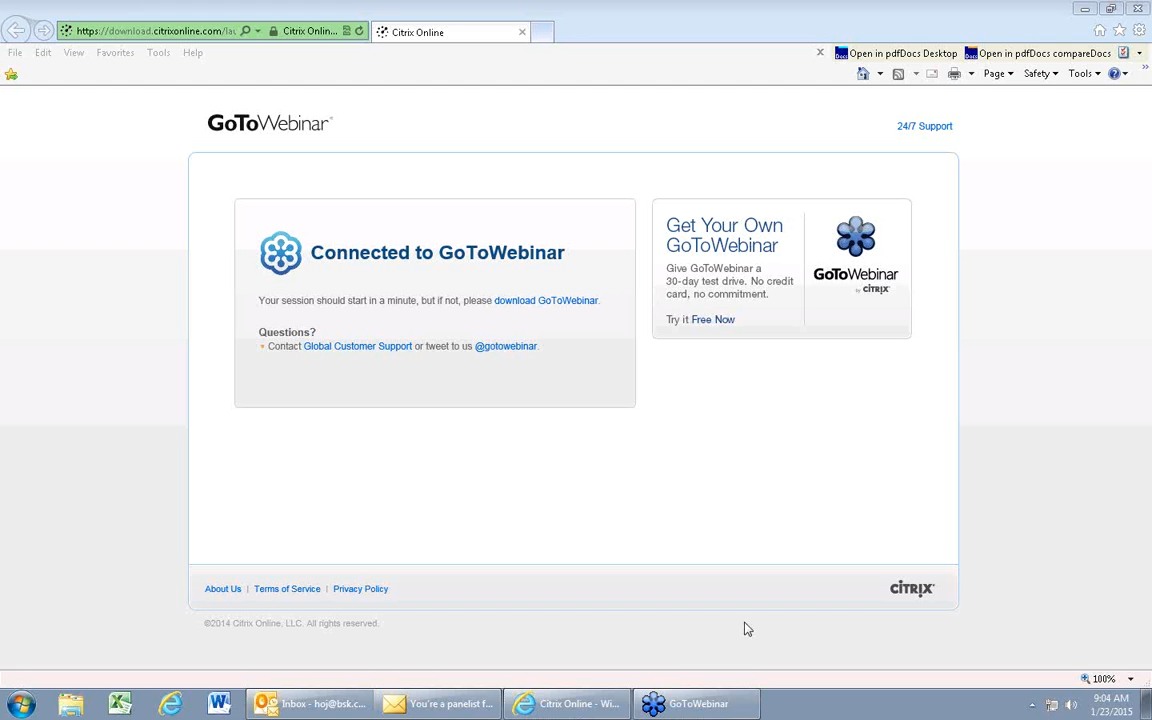 https://download.citrixonline.com/lau
Citrix Onlin...
Citrix Online
File Edit View Favorites Tools Help
Open in pdfDocs Desktop Open in pdfDocs compareDocs
Page Safety Tools
GoToWebinar
24/7 Support
Connected to GoToWebinar
Your session should start in a minute, but if not, please download GoToWebinar.
Questions?
• Contact Global Customer Support or tweet to us @gotowebinar.
Get Your Own
GoToWebinar
Give GoToWebinar a
30-day test drive. No credit
card, no commitment.
Try it Free Now
GoToWebinar
by CITRIX
About Us | Terms of Service | Privacy Policy
CITRIX
©2014 Citrix Online, LLC. All rights reserved.
100%
Inbox - hoj@bsk.c...
You're a panelist f...
Citrix Online - Wi...
GoToWebinar
9:04 AM
1/23/2015